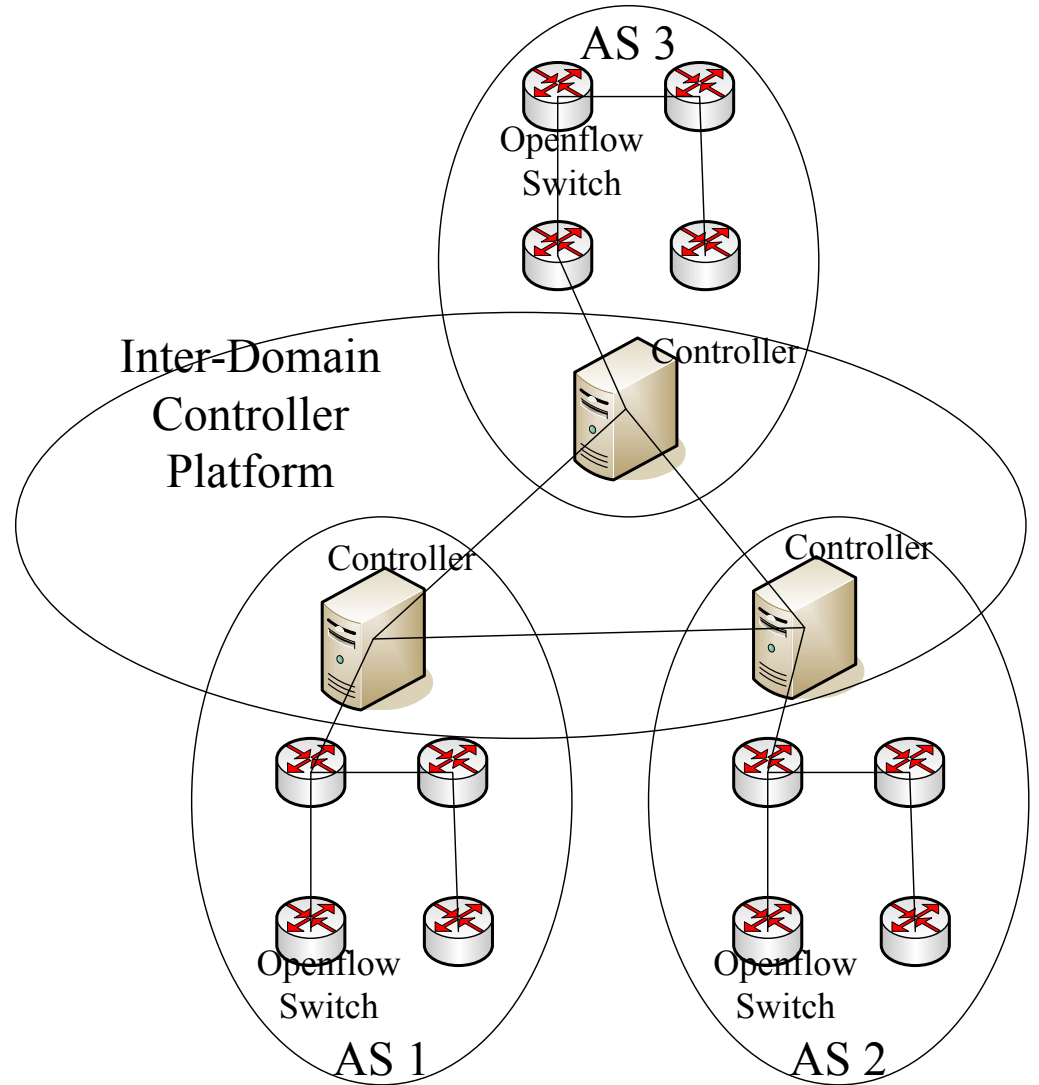 AS 3
Openflow
Switch
Inter-Domain
Controller
Platform
Controller
Controller
Controller
Openflow
Switch
AS 1
Openflow
Switch
AS 2